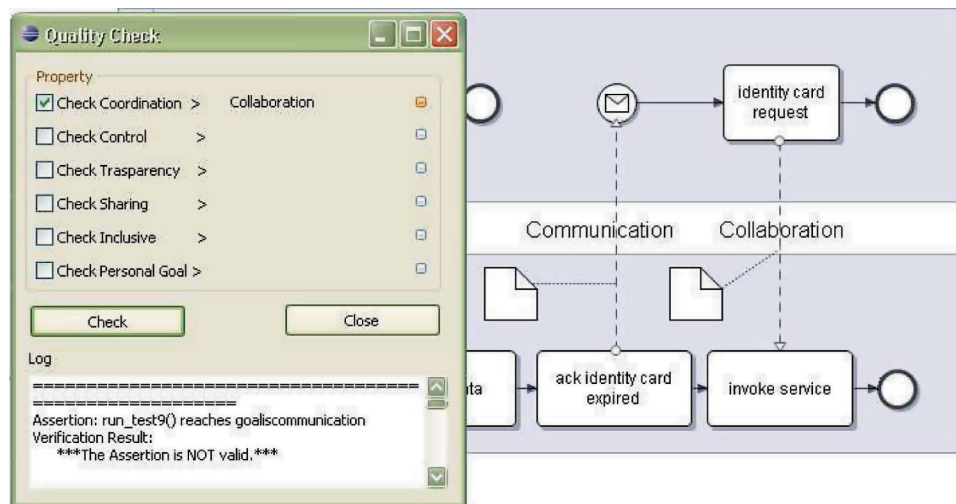 Quality Check
Property
Check Coordination > Collaboration
Check Control >
Check Trasparency >
Check Sharing >
Check Inclusive >
Check Personal Goal >
Check Close
Log
========================================
====================
Assertion: run_test9() reaches goaliscommunication
Verification Result:
***The Assertion is NOT valid.***
identity card
request
Communication Collaboration
ack identity card
expired
invoke service